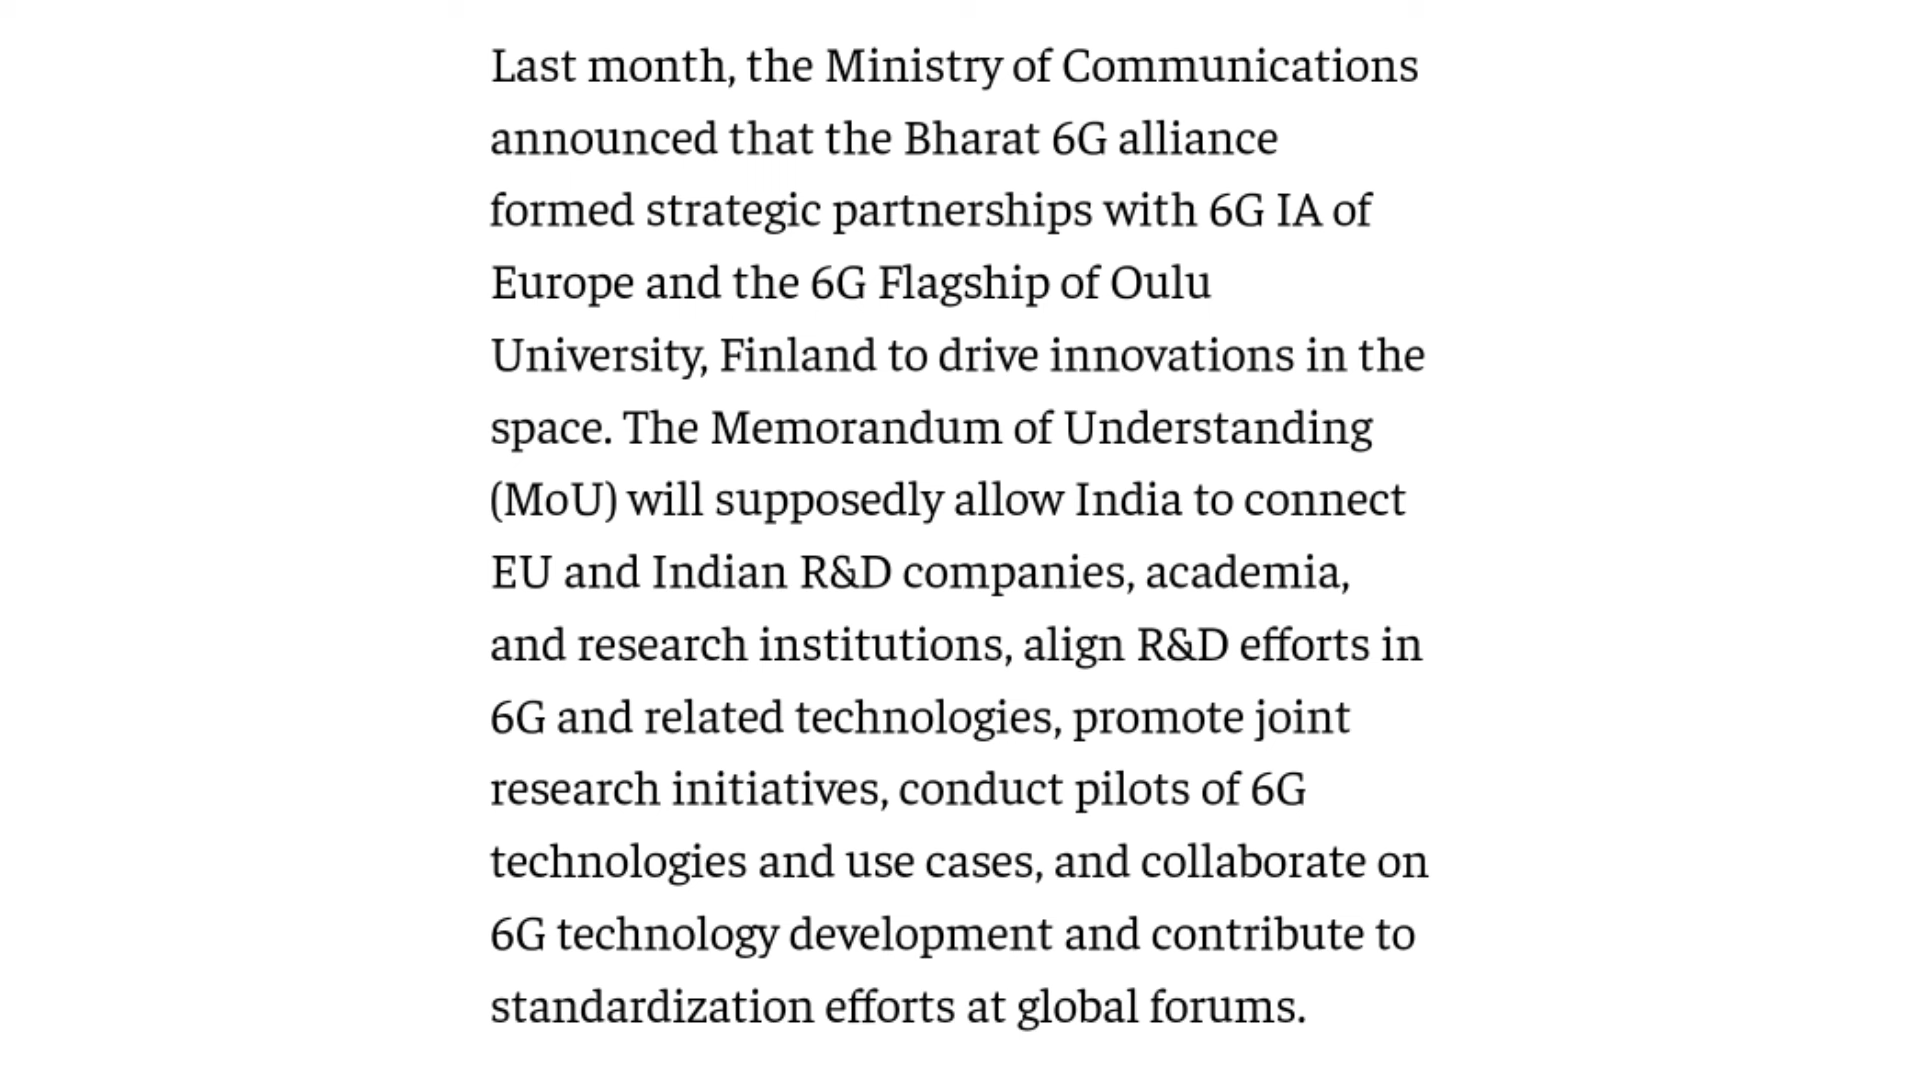 Last month, the Ministry of Communications
announced that the Bharat 6G alliance
formed strategic partnerships with 6G IA of
Europe and the 6G Flagship of Oulu
University, Finland to drive innovations in the
space. The Memorandum of Understanding
(MoU) will supposedly allow India to connect
EU and Indian R&D companies, academia,
and research institutions, align R&D efforts in
6G and related technologies, promote joint
research initiatives, conduct pilots of 6G
technologies and use cases, and collaborate on
6G technology development and contribute to
standardization efforts at global forums.